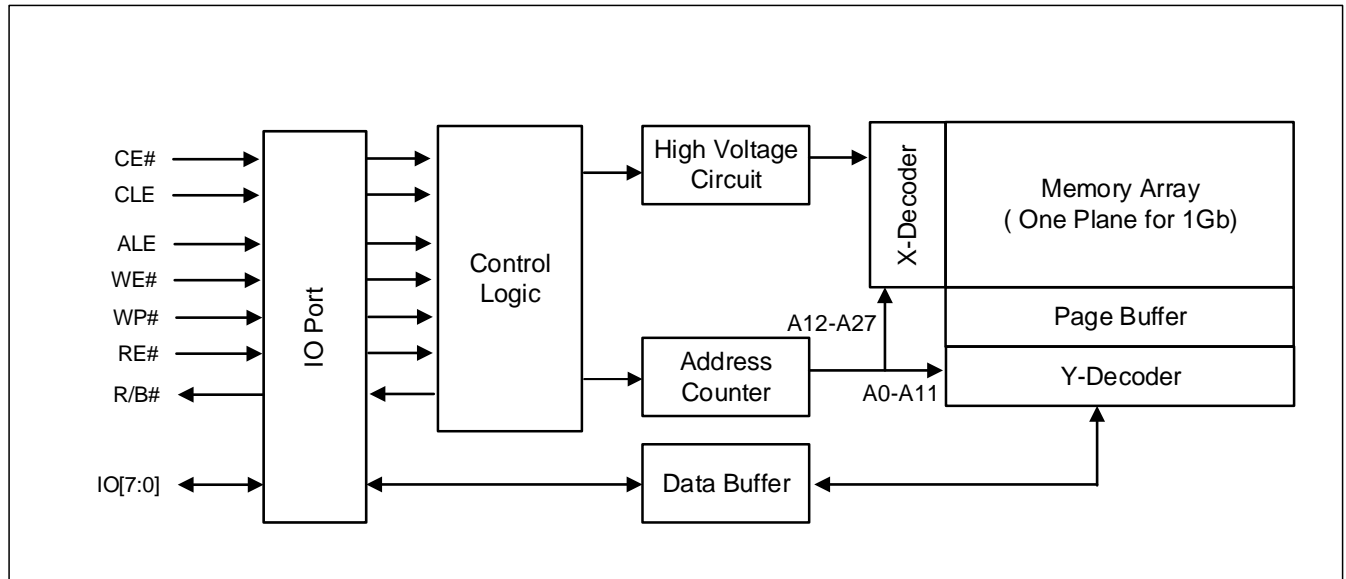 CE#
CLE
ALE
WE#
WP#
RE#
R/B#
IO[7:0]
IO Port
Control
Logic
High Voltage
Circuit
Address
Counter
Data Buffer
A12-A27
A0-A11
X-Decoder
Memory Array
( One Plane for 1Gb)
Page Buffer
Y-Decoder